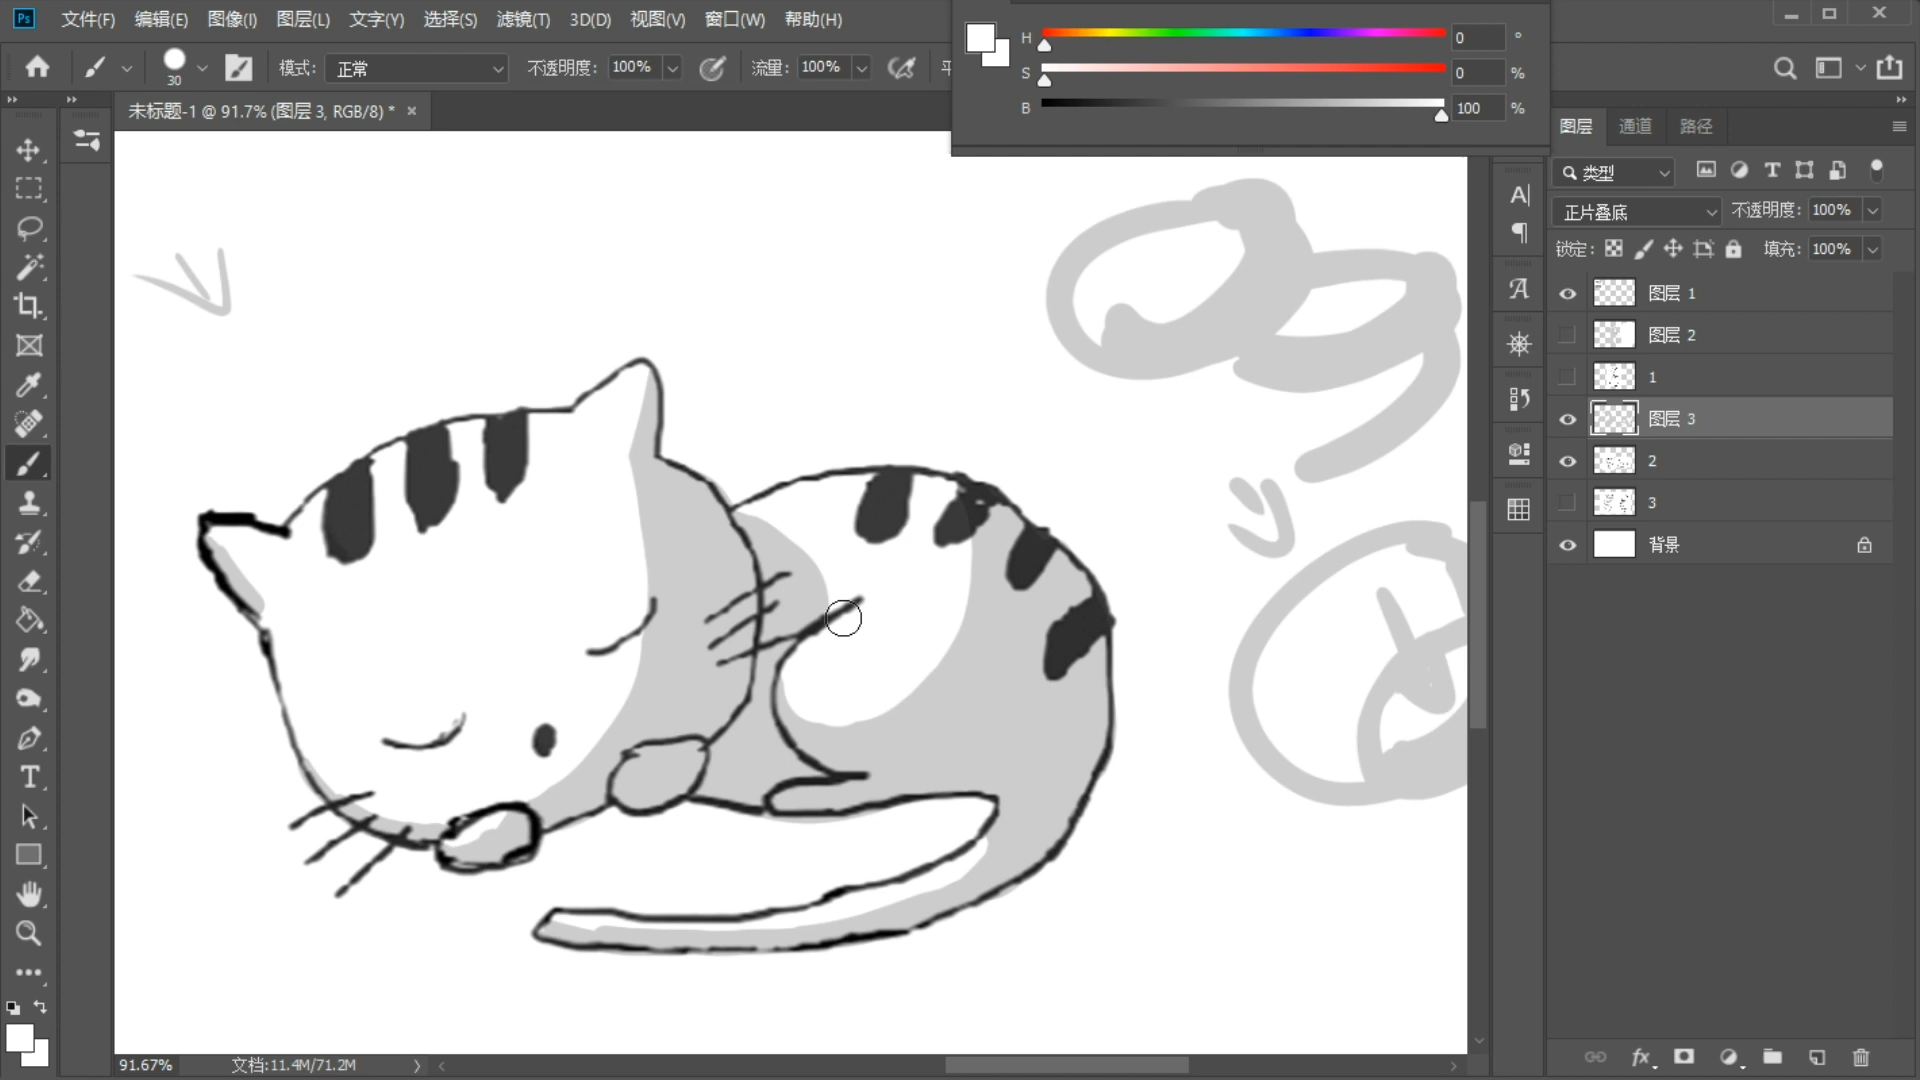 Ps 文件(F) 编辑(E) 图像(I) 图层(L) 文字(Y) 选择(S) 滤镜(T) 3D(D) 视图(V) 窗口(W) 帮助(H)
30 模式: 正常 不透明度: 100% 流量: 100%
H 0 °
S 0 %
B 100 %
未标题-1 @ 91.7% (图层 3, RGB/8) * ×
图层 通道 路径
类型
正片叠底 不透明度: 100%
锁定: 填充: 100%
图层 1
图层 2
1
图层 3
2
3
背景
91.67% 文档:11.4M/71.2M